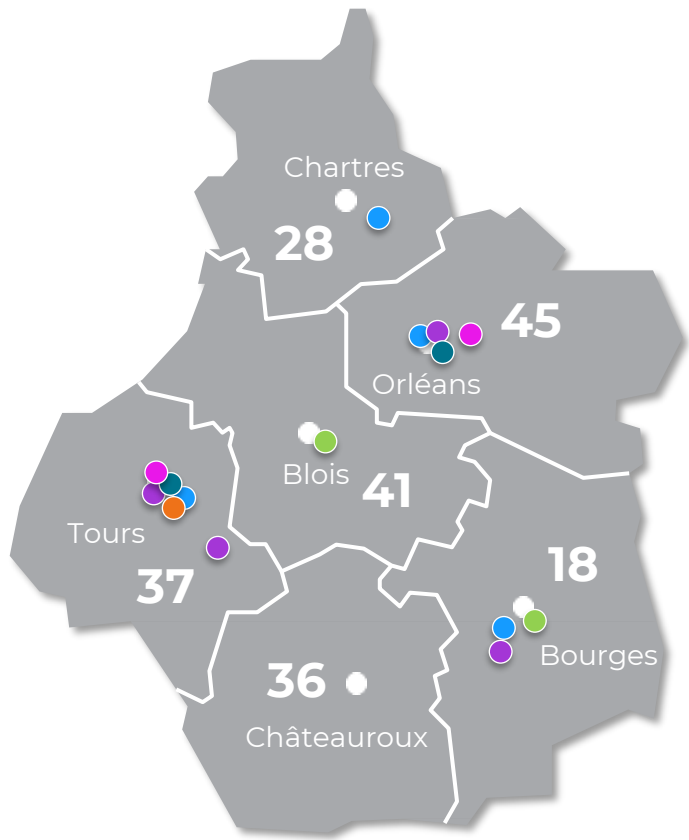 Chartres
28
45
Orléans
Blois
41
Tours
37
18
Bourges
36
Châteauroux